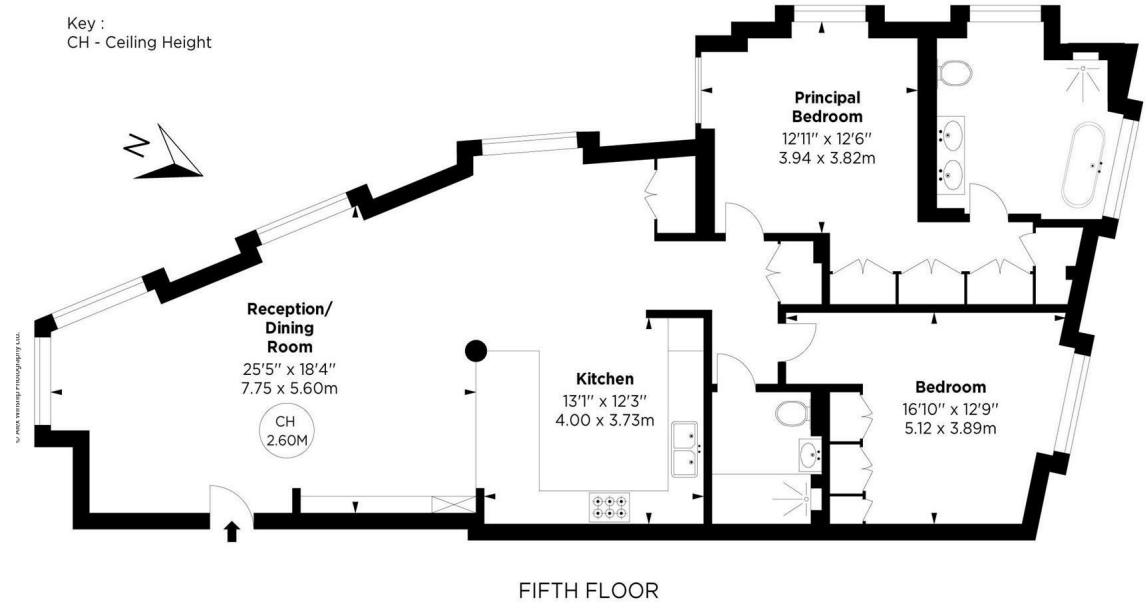 Key :
CH - Ceiling Height
N
Principal
Bedroom
12'11" x 12'6"
3.94 x 3.82m
Reception/
Dining
Room
25'5" x 18'4"
7.75 x 5.60m
CH
2.60M
Kitchen
13'1" x 12'3"
4.00 x 3.73m
Bedroom
16'10" x 12'9"
5.12 x 3.89m
Photography Ltd.
FIFTH FLOOR